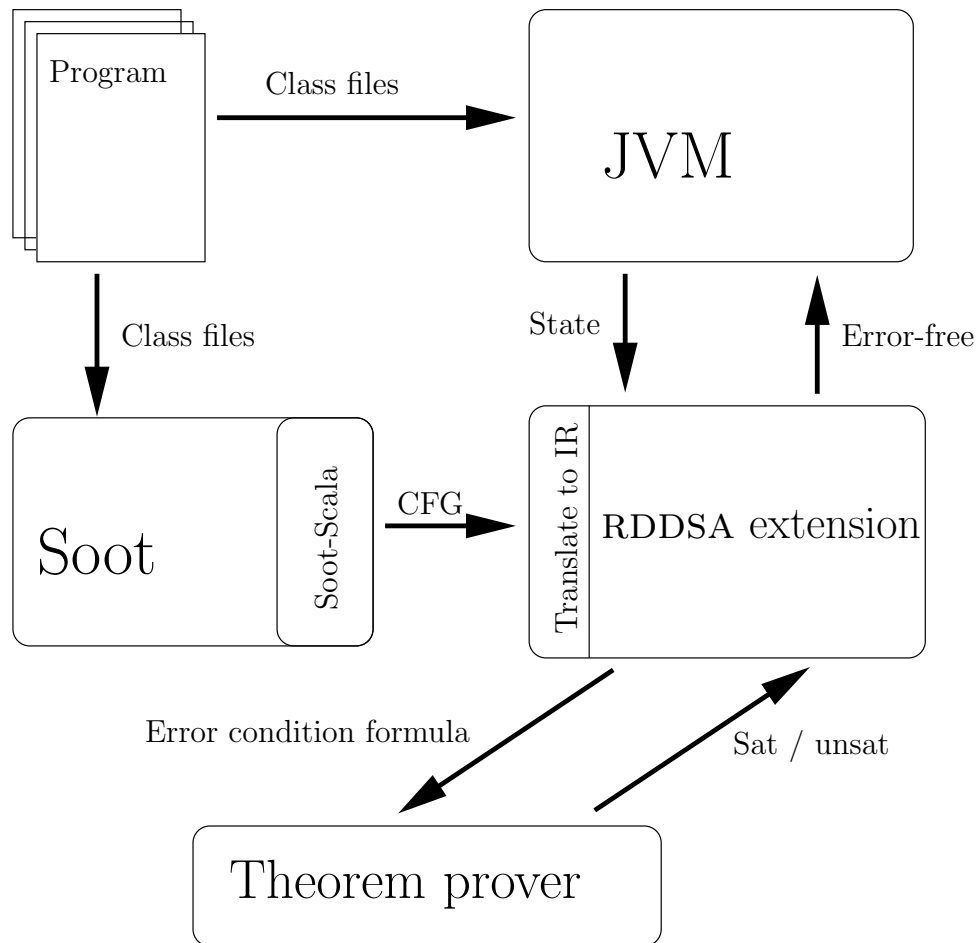 Program
Class files
JVM
Class files
State
Error-free
Soot
Soot-Scala
CFG
Translate to IR
RDDSA extension
Error condition formula
Sat / unsat
Theorem prover